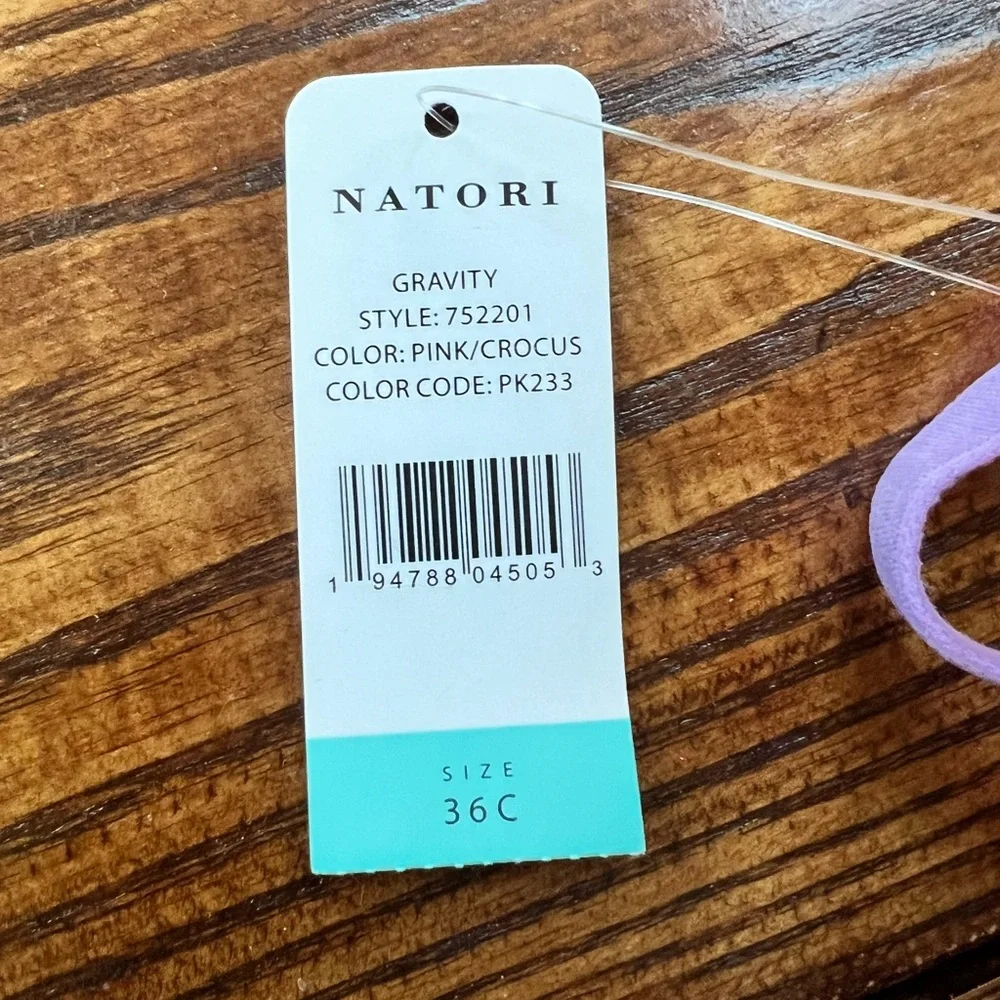 NATORI
GRAVITY
STYLE: 752201
COLOR: PINK/CROCUS
COLOR CODE: PK233
1 94788 04505 3
SIZE
36C